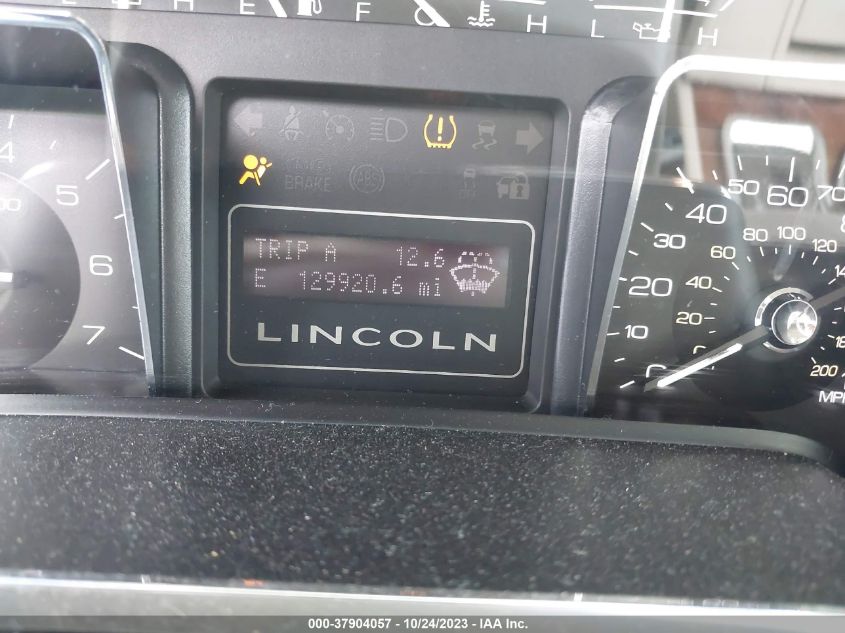 E F C H L H
4 5 6 7
ABS
BRAKE
TRIP A 12.6
E 129920.6 mi
LINCOLN
0 10 20 30 40 50 60 70
20 40 60 80 100 120
200
MPH
000-37904057 - 10/24/2023 - IAA Inc.